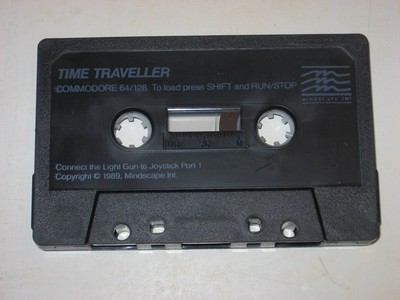 TIME TRAVELLER
COMMODORE 64/128 To load press SHIFT and RUN/STOP
Connect the Light Gun to Joystick Port 1
Copyright © 1989, Mindscape Int.